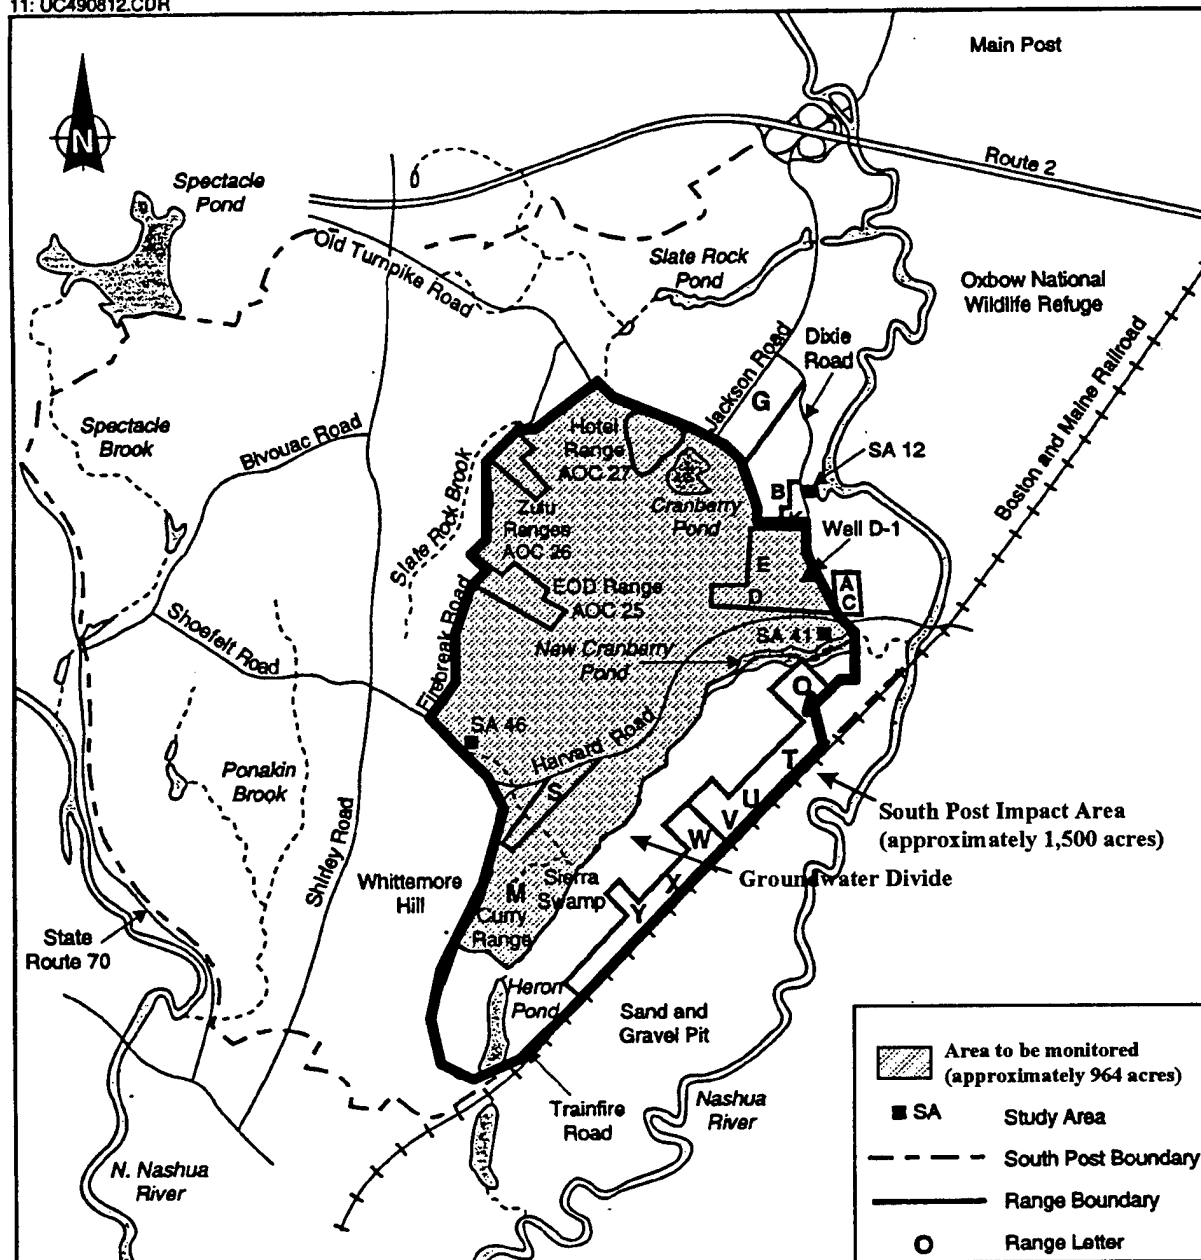 11: UC490812.CDR
Main Post
N
Route 2
Spectacle
Pond
Old Turnpike Road
Slate Rock
Pond
Oxbow National
Wildlife Refuge
Dixie
Road
Jackson Road
Boston and Maine Railroad
G
Spectacle
Brook
Bivouac Road
Hotel
Range
AOC 27
SA 12
B
K
Cranberry
Pond
Slate Rock Brook
Zulu
Ranges
AOC 26
Well D-1
E
D
A
C
EOD Range
AOC 25
Firebreak Road
Shoefelt Road
SA 41
New Cranberry
Pond
O
SA 46
Harvard Road
S
T
U
V
W
X
Y
Ponakin
Brook
Shirley Road
South Post Impact Area
(approximately 1,500 acres)
Groundwater Divide
Whittemore
Hill
M
Sierra
Swamp
Curry
Range
State
Route 70
Heron
Pond
Sand and
Gravel Pit
Trainfire
Road
Nashua
River
N. Nashua
River
Area to be monitored
(approximately 964 acres)
SA
Study Area
South Post Boundary
Range Boundary
O
Range Letter